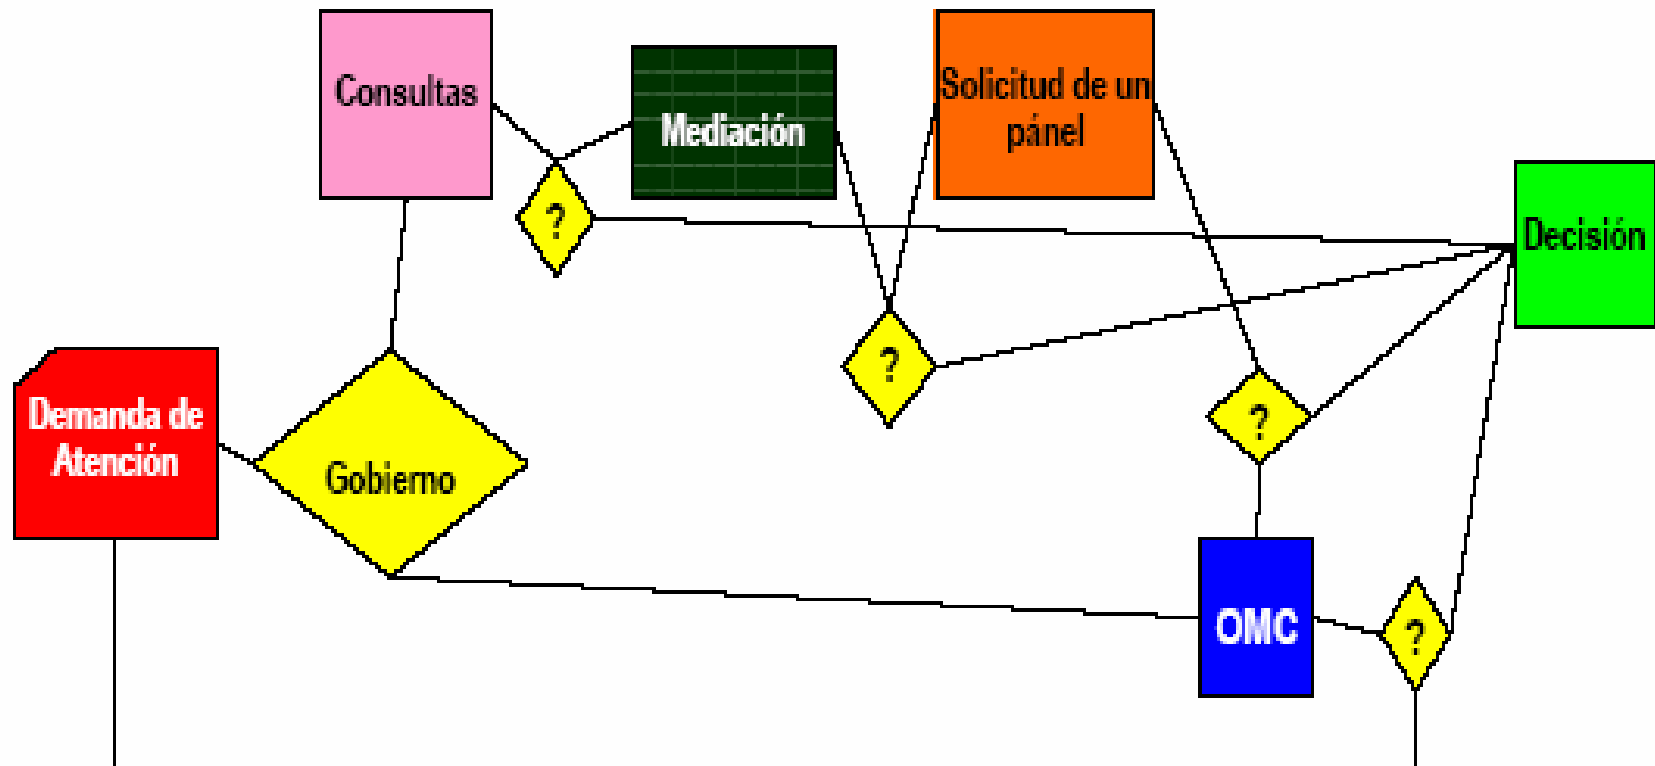 Consultas
Mediación
Solicitud de un
pánel
Decisión
?
?
?
Demanda de
Atención
Gobierno
OMC
?